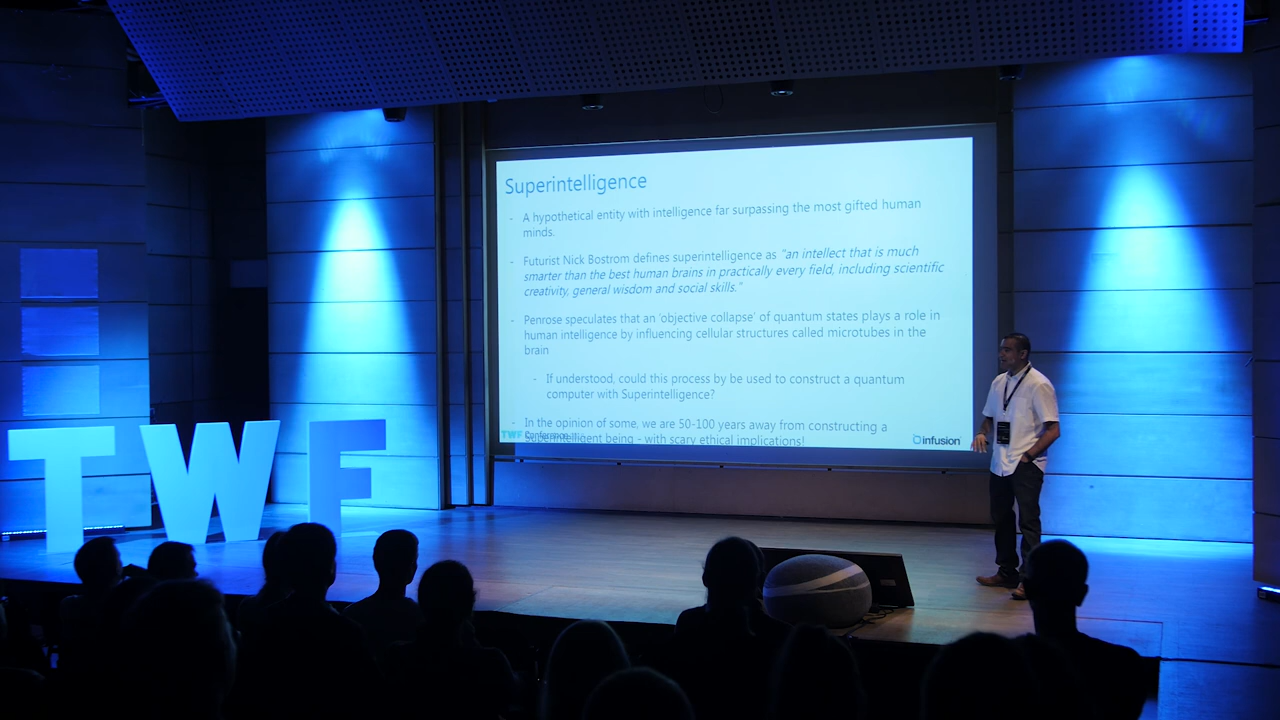 Superintelligence
- A hypothetical entity with intelligence far surpassing the most gifted human
minds.
- Futurist Nick Bostrom defines superintelligence as "an intellect that is much
smarter than the best human brains in practically every field, including scientific
creativity, general wisdom and social skills."
- Penrose speculates that an 'objective collapse' of quantum states plays a role in
human intelligence by influencing cellular structures called microtubes in the
brain
- If understood, could this process by be used to construct a quantum
computer with Superintelligence?
- In the opinion of some, we are 50-100 years away from constructing a
Superintelligent being - with scary ethical implications!
TWF Conference
infusion
TWF